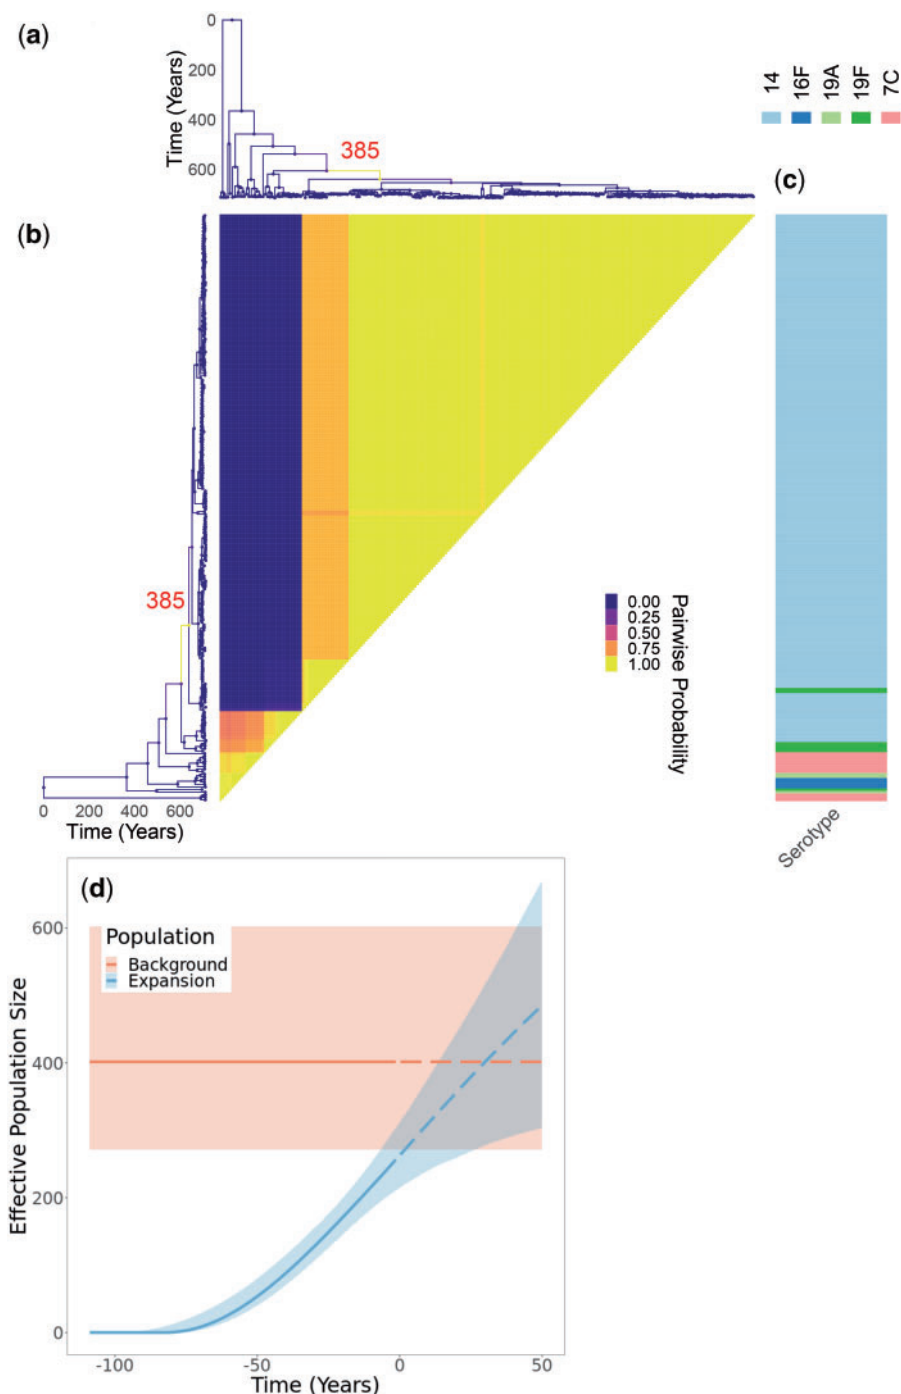 (a)
0
200
400
600
Time (Years)
385
14
16F
19A
19F
7C
(b)
(c)
385
0.00
0.25
0.50
0.75
1.00
Pairwise Probability
0 200 400 600
Time (Years)
Serotype
(d)
Population
Background
Expansion
600
400
200
0
Effective Population Size
-100 -50 0 50
Time (Years)